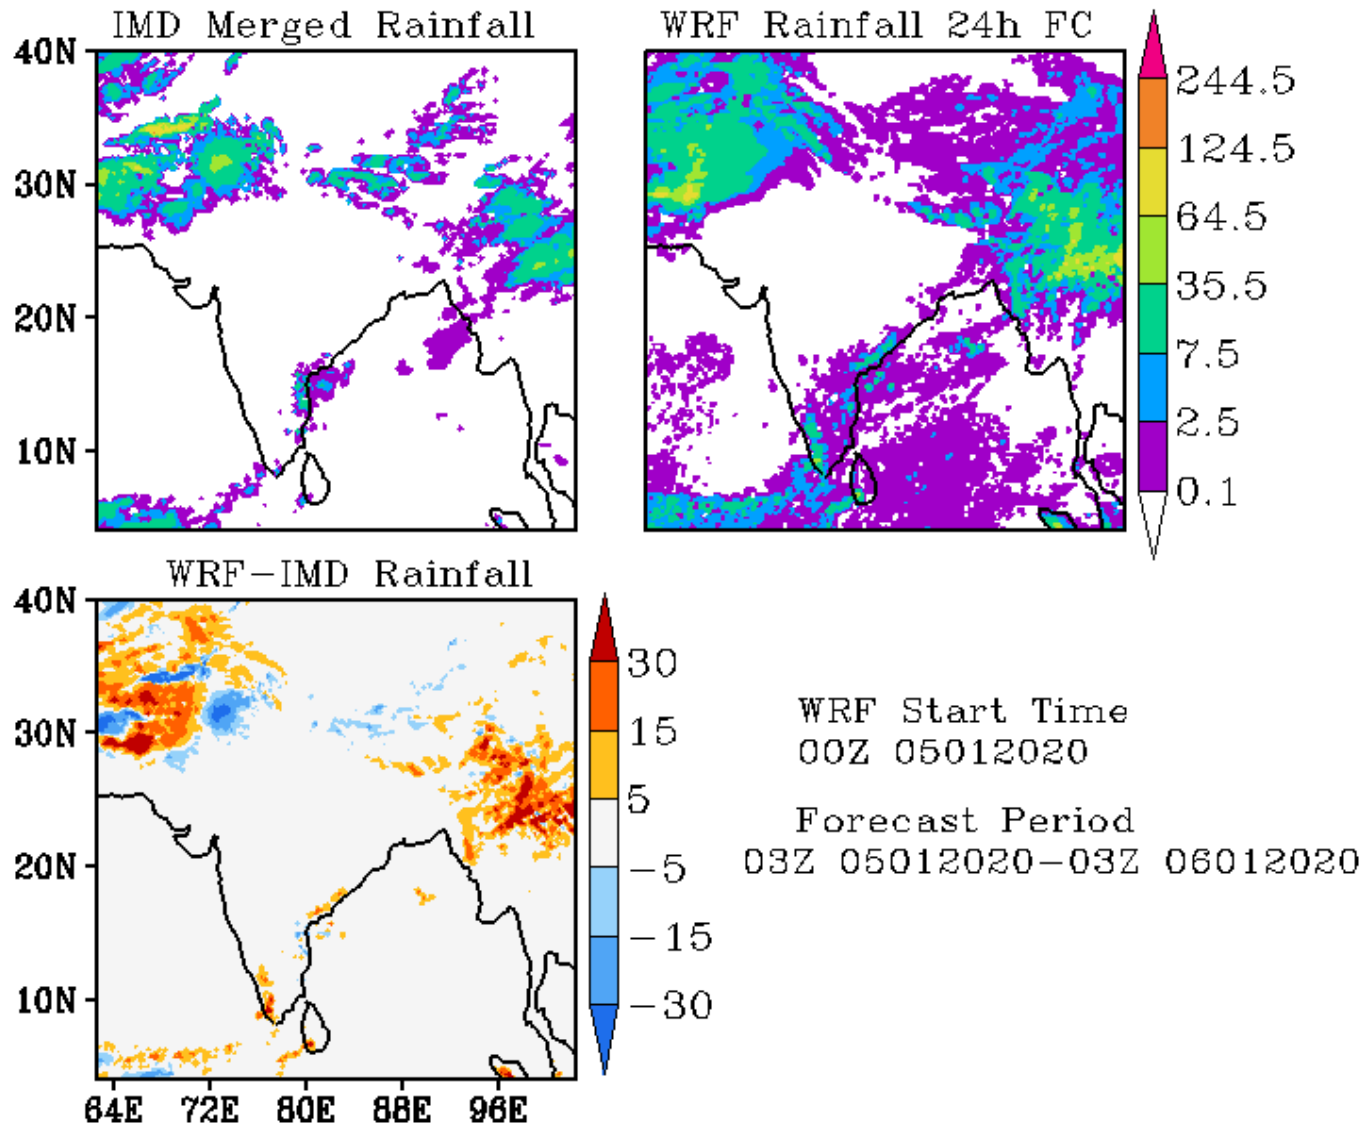 IMD Merged Rainfall
WRF Rainfall 24h FC
40N
30N
20N
10N
244.5
124.5
64.5
35.5
7.5
2.5
0.1
WRF-IMD Rainfall
40N
30N
20N
10N
64E 72E 80E 88E 96E
30
15
5
-5
-15
-30
WRF Start Time
00Z 05012020
Forecast Period
03Z 05012020-03Z 06012020